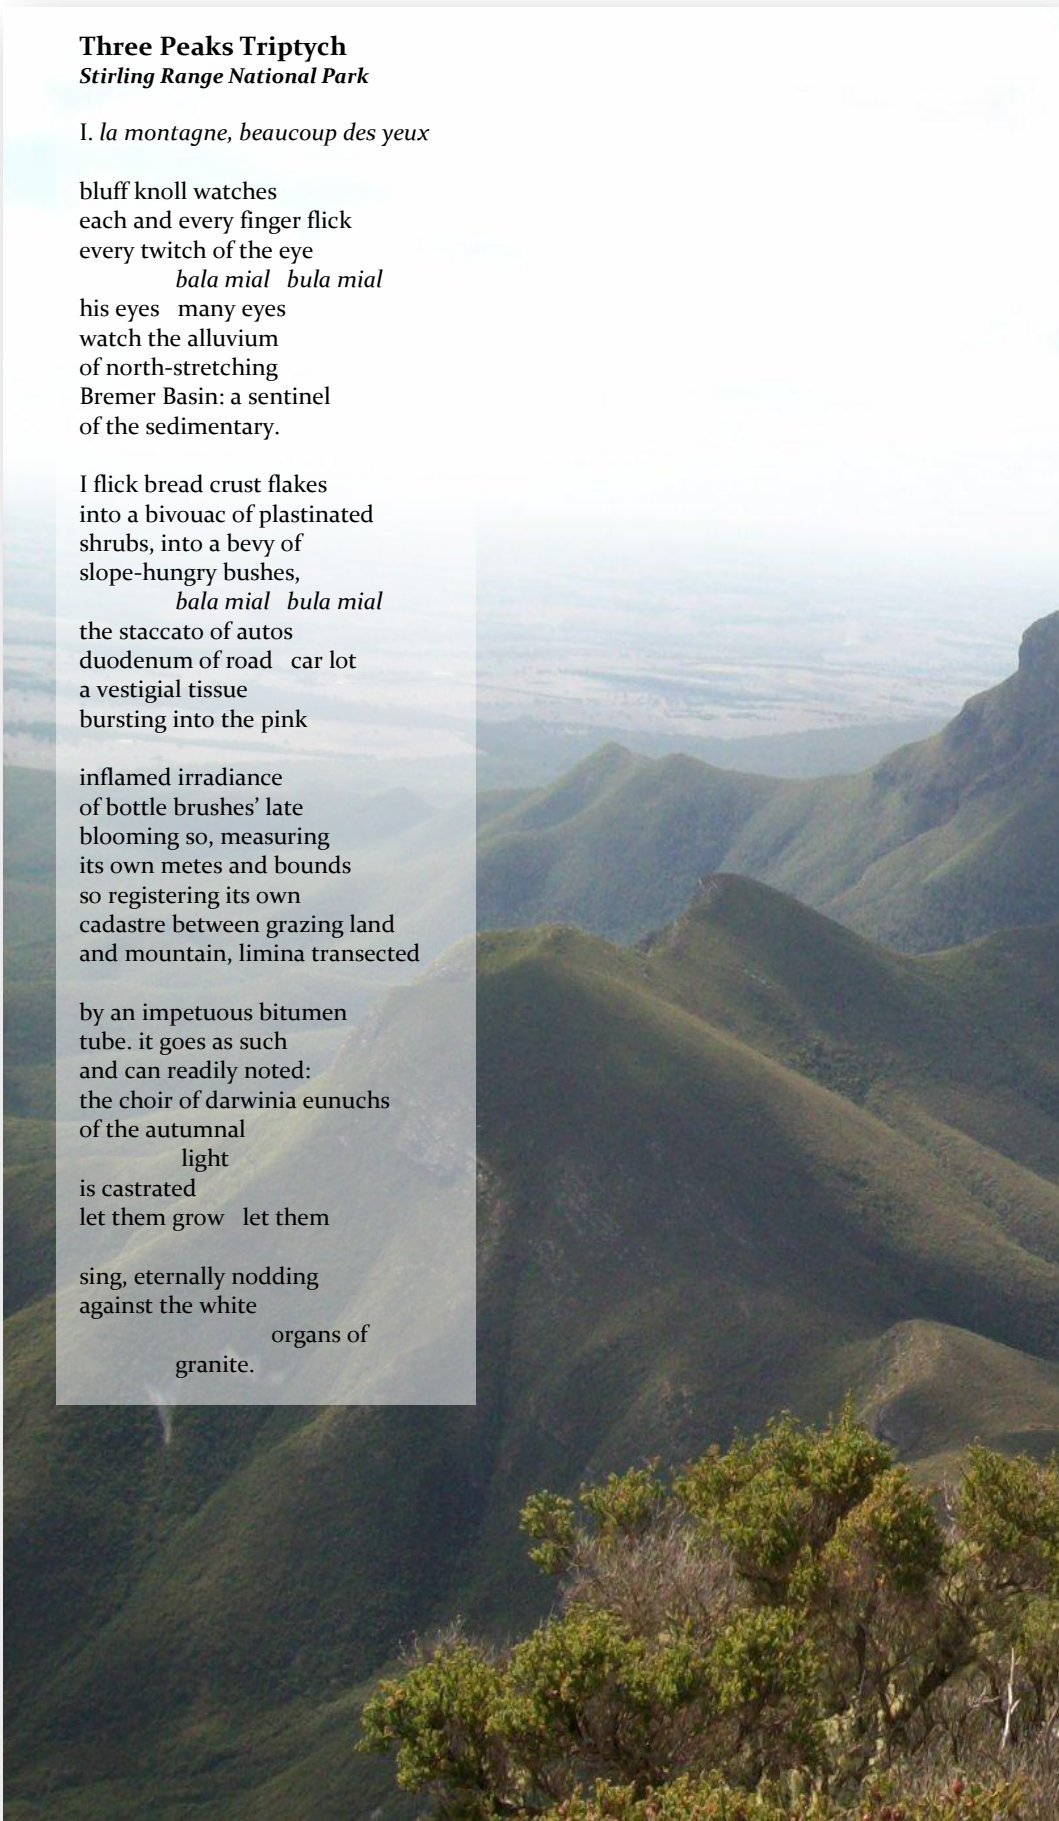 Three Peaks Triptych
Stirling Range National Park
I. la montagne, beaucoup des yeux
bluff knoll watches
each and every finger flick
every twitch of the eye
bala mial bula mial
his eyes many eyes
watch the alluvium
of north-stretching
Bremer Basin: a sentinel
of the sedimentary.
I flick bread crust flakes
into a bivouac of plastinated
shrubs, into a bevy of
slope-hungry bushes,
bala mial bula mial
the staccato of autos
duodenum of road car lot
a vestigial tissue
bursting into the pink
inflamed irradiance
of bottle brushes’ late
blooming so, measuring
its own metes and bounds
so registering its own
cadastre between grazing land
and mountain, limina transected
by an impetuous bitumen
tube. it goes as such
and can readily noted:
the choir of darwinia eunuchs
of the autumnal
light
is castrated
let them grow let them
sing, eternally nodding
against the white
organs of
granite.